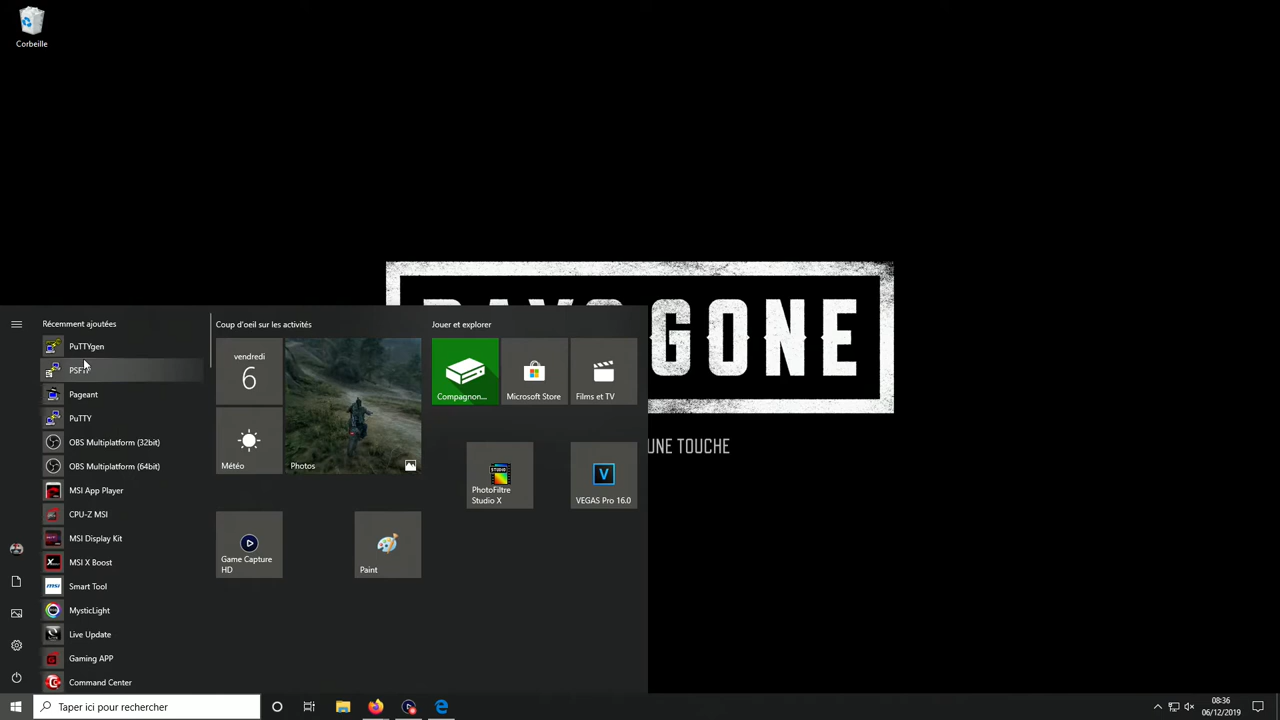 Corbeille
DAYS GONE
UNE TOUCHE
Récemment ajoutées
PuTTYgen
PSFTP
Pageant
PuTTY
OBS Multiplatform (32bit)
OBS Multiplatform (64bit)
MSI App Player
CPU-Z MSI
MSI Display Kit
MSI X Boost
Smart Tool
MysticLight
Live Update
Gaming APP
Command Center
Coup d'oeil sur les activités
vendredi
6
Météo
Photos
Game Capture
HD
Paint
Jouer et explorer
Compagnon...
Microsoft Store
Films et TV
STUDIO
PhotoFiltre
Studio X
V
VEGAS Pro 16.0
Taper ici pour rechercher
08:36
06/12/2019